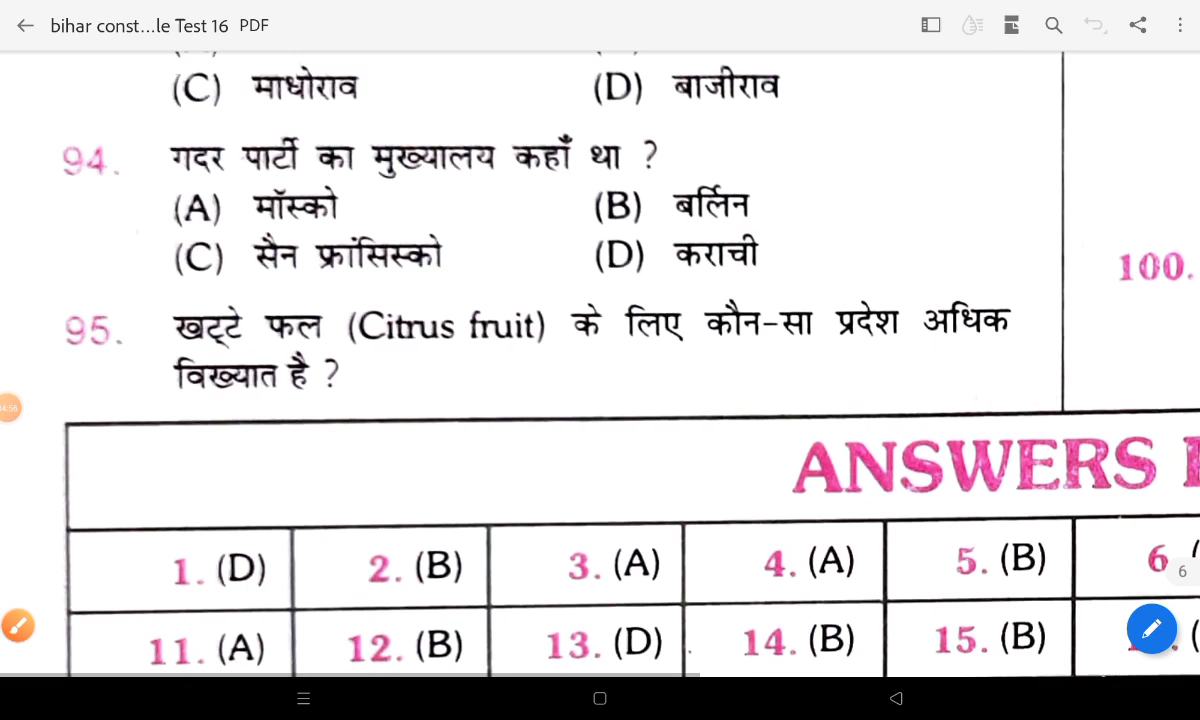 bihar const...le Test 16 PDF
(C) माधोराव (D) बाजीराव
94. गदर पार्टी का मुख्यालय कहाँ था ?
(A) मॉस्को (B) बर्लिन
(C) सैन फ्रांसिस्को (D) कराची
95. खट्टे फल (Citrus fruit) के लिए कौन-सा प्रदेश अधिक
विख्यात है ?
100.
ANSWERS
1. (D) 2. (B) 3. (A) 4. (A) 5. (B) 6
11. (A) 12. (B) 13. (D) 14. (B) 15. (B)
6